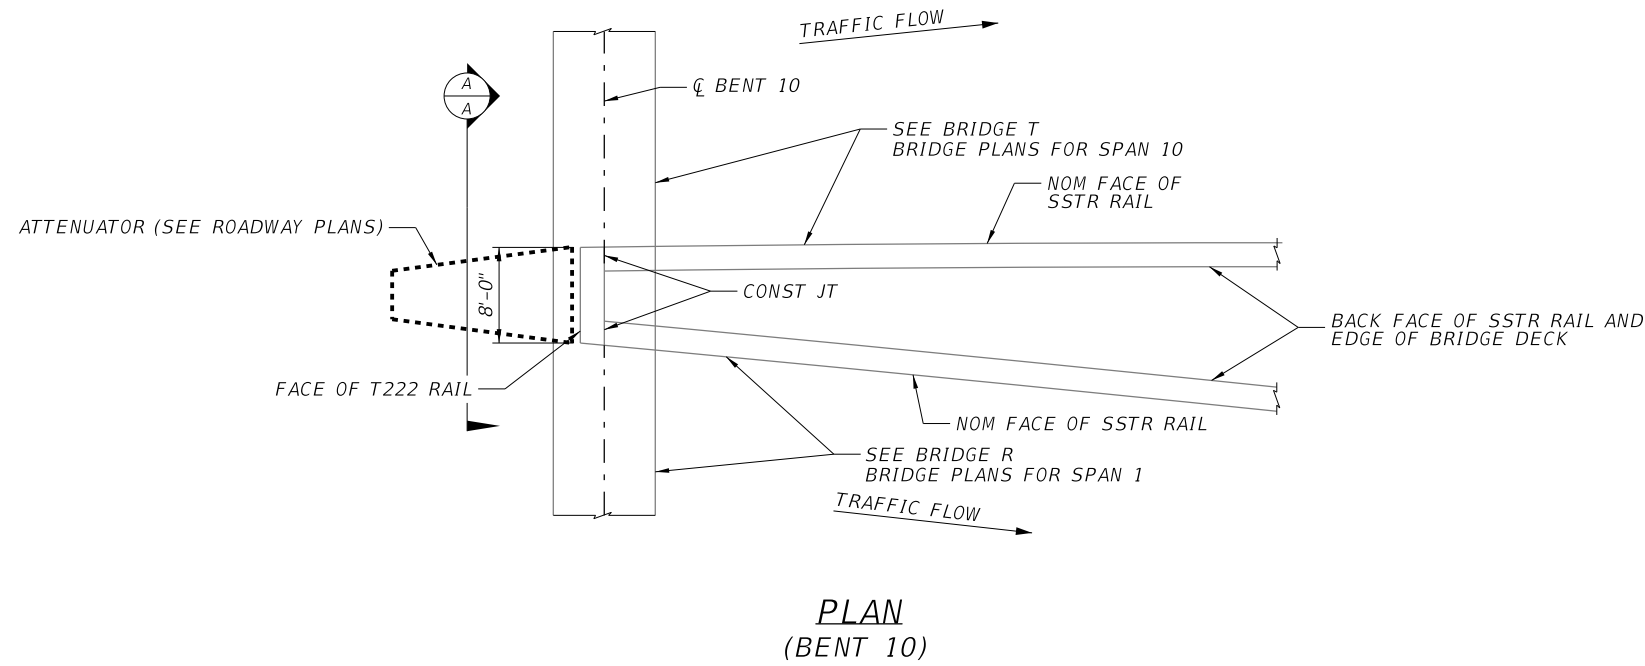 TRAFFIC FLOW
A
A
℄ BENT 10
SEE BRIDGE T
BRIDGE PLANS FOR SPAN 10
NOM FACE OF
SSTR RAIL
ATTENUATOR (SEE ROADWAY PLANS)
8'-0"
CONST JT
BACK FACE OF SSTR RAIL AND
EDGE OF BRIDGE DECK
FACE OF T222 RAIL
NOM FACE OF SSTR RAIL
SEE BRIDGE R
BRIDGE PLANS FOR SPAN 1
TRAFFIC FLOW
PLAN
(BENT 10)